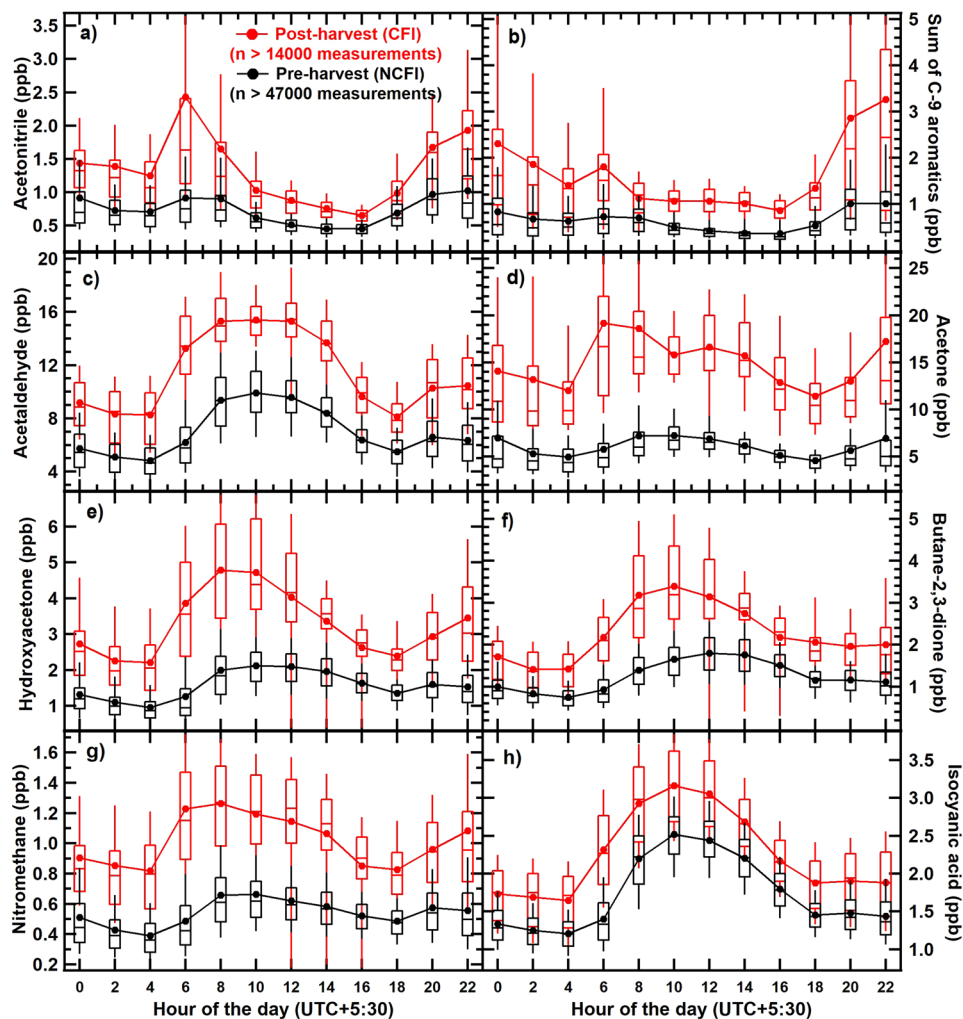 a)
Post-harvest (CFI)
(n > 14000 measurements)
Pre-harvest (NCFI)
(n > 47000 measurements)
Acetonitrile (ppb)
3.5
3.0
2.5
2.0
1.5
1.0
0.5
b)
Sum of C-9 aromatics (ppb)
5
4
3
2
1
0
c)
Acetaldehyde (ppb)
20
16
12
8
4
d)
Acetone (ppb)
25
20
15
10
5
e)
Hydroxyacetone (ppb)
6
5
4
3
2
1
f)
Butane-2,3-dione (ppb)
5
4
3
2
1
g)
Nitromethane (ppb)
1.6
1.4
1.2
1.0
0.8
0.6
0.4
0.2
h)
Isocyanic acid (ppb)
3.5
3.0
2.5
2.0
1.5
1.0
0 2 4 6 8 10 12 14 16 18 20 22
Hour of the day (UTC+5:30)
0 2 4 6 8 10 12 14 16 18 20 22
Hour of the day (UTC+5:30)